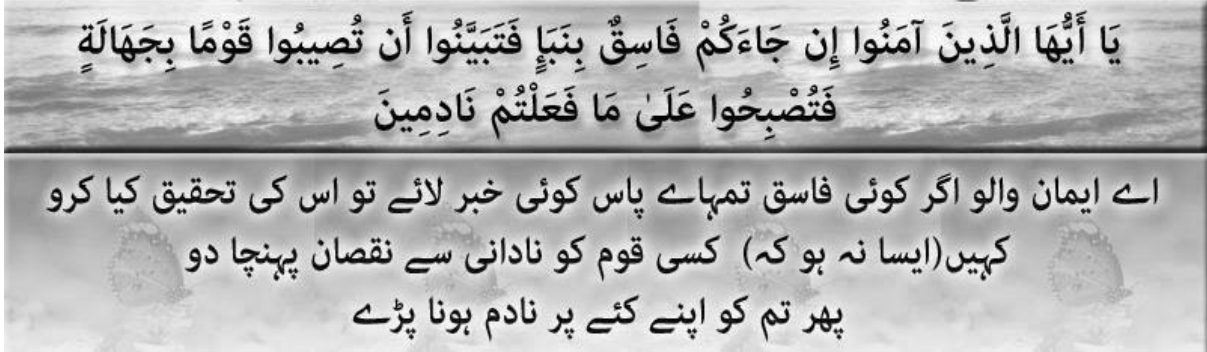 يَا أَيُّهَا الَّذِينَ آمَنُوا إِن جَاءَكُمْ فَاسِقٌ بِنَبَإٍ فَتَبَيَّنُوا أَن تُصِيبُوا قَوْمًا بِجَهَالَةٍ
فَتُصْبِحُوا عَلَىٰ مَا فَعَلْتُمْ نَادِمِينَ
اے ایمان والو اگر کوئی فاسق تمہاے پاس کوئی خبر لائے تو اس کی تحقیق کیا کرو
کہیں(ایسا نہ ہو کہ) کسی قوم کو نادانی سے نقصان پہنچا دو
پھر تم کو اپنے کئے پر نادم ہونا پڑے